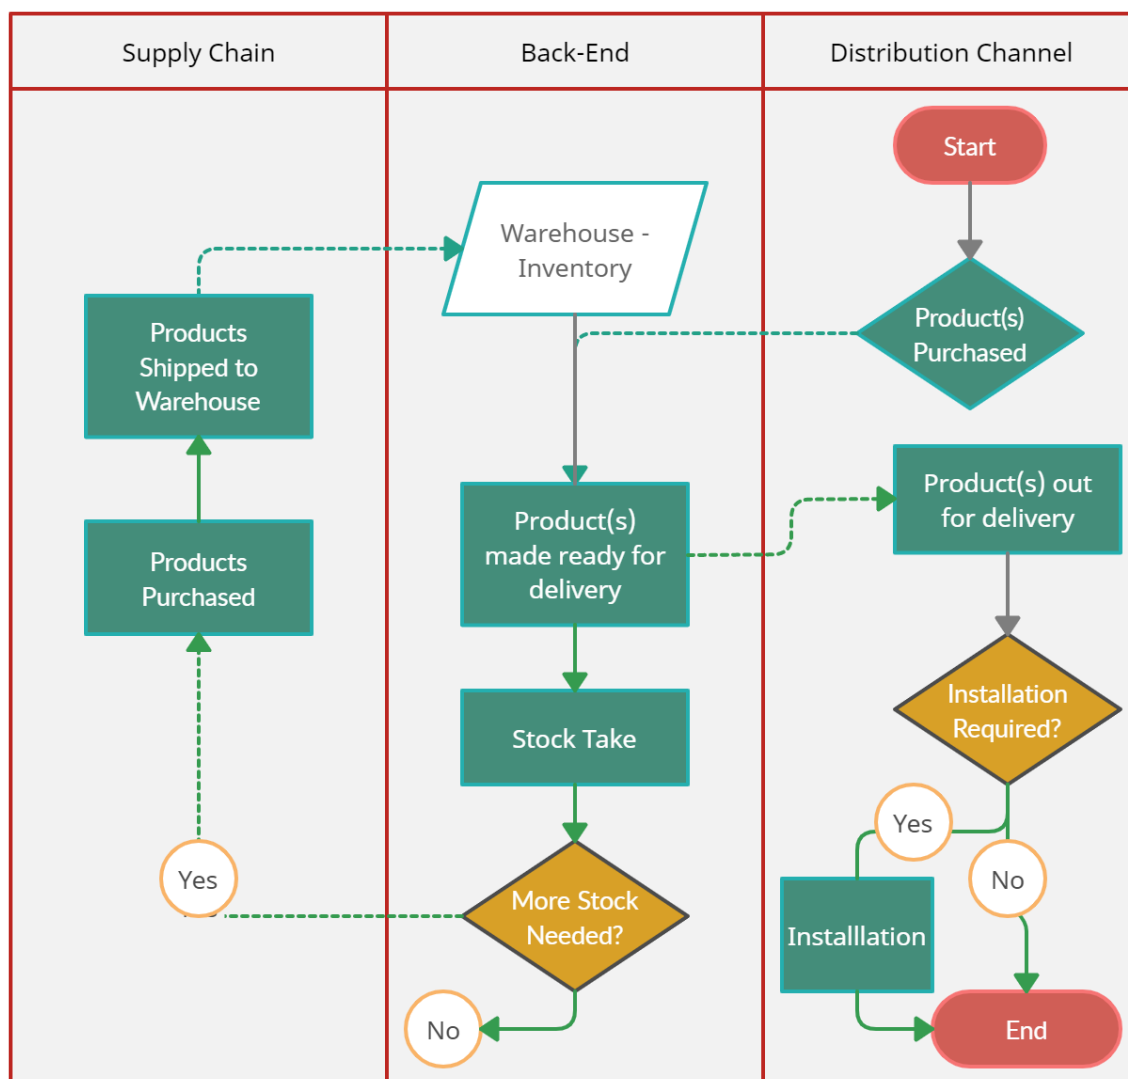 Supply Chain
Back-End
Distribution Channel
Start
Warehouse -
Inventory
Product(s)
Purchased
Products
Shipped to
Warehouse
Product(s) out
for delivery
Product(s)
made ready for
delivery
Products
Purchased
Installation
Required?
Stock Take
Yes
No
Yes
More Stock
Needed?
Installlation
No
End